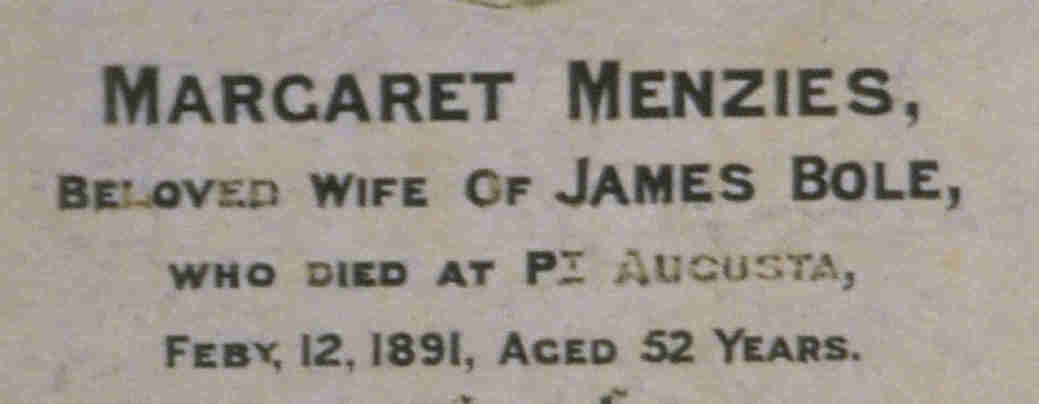 MARGARET MENZIES,
BELOVED WIFE OF JAMES BOLE,
WHO DIED AT PT AUGUSTA,
FEBY, 12, 1891, AGED 52 YEARS.